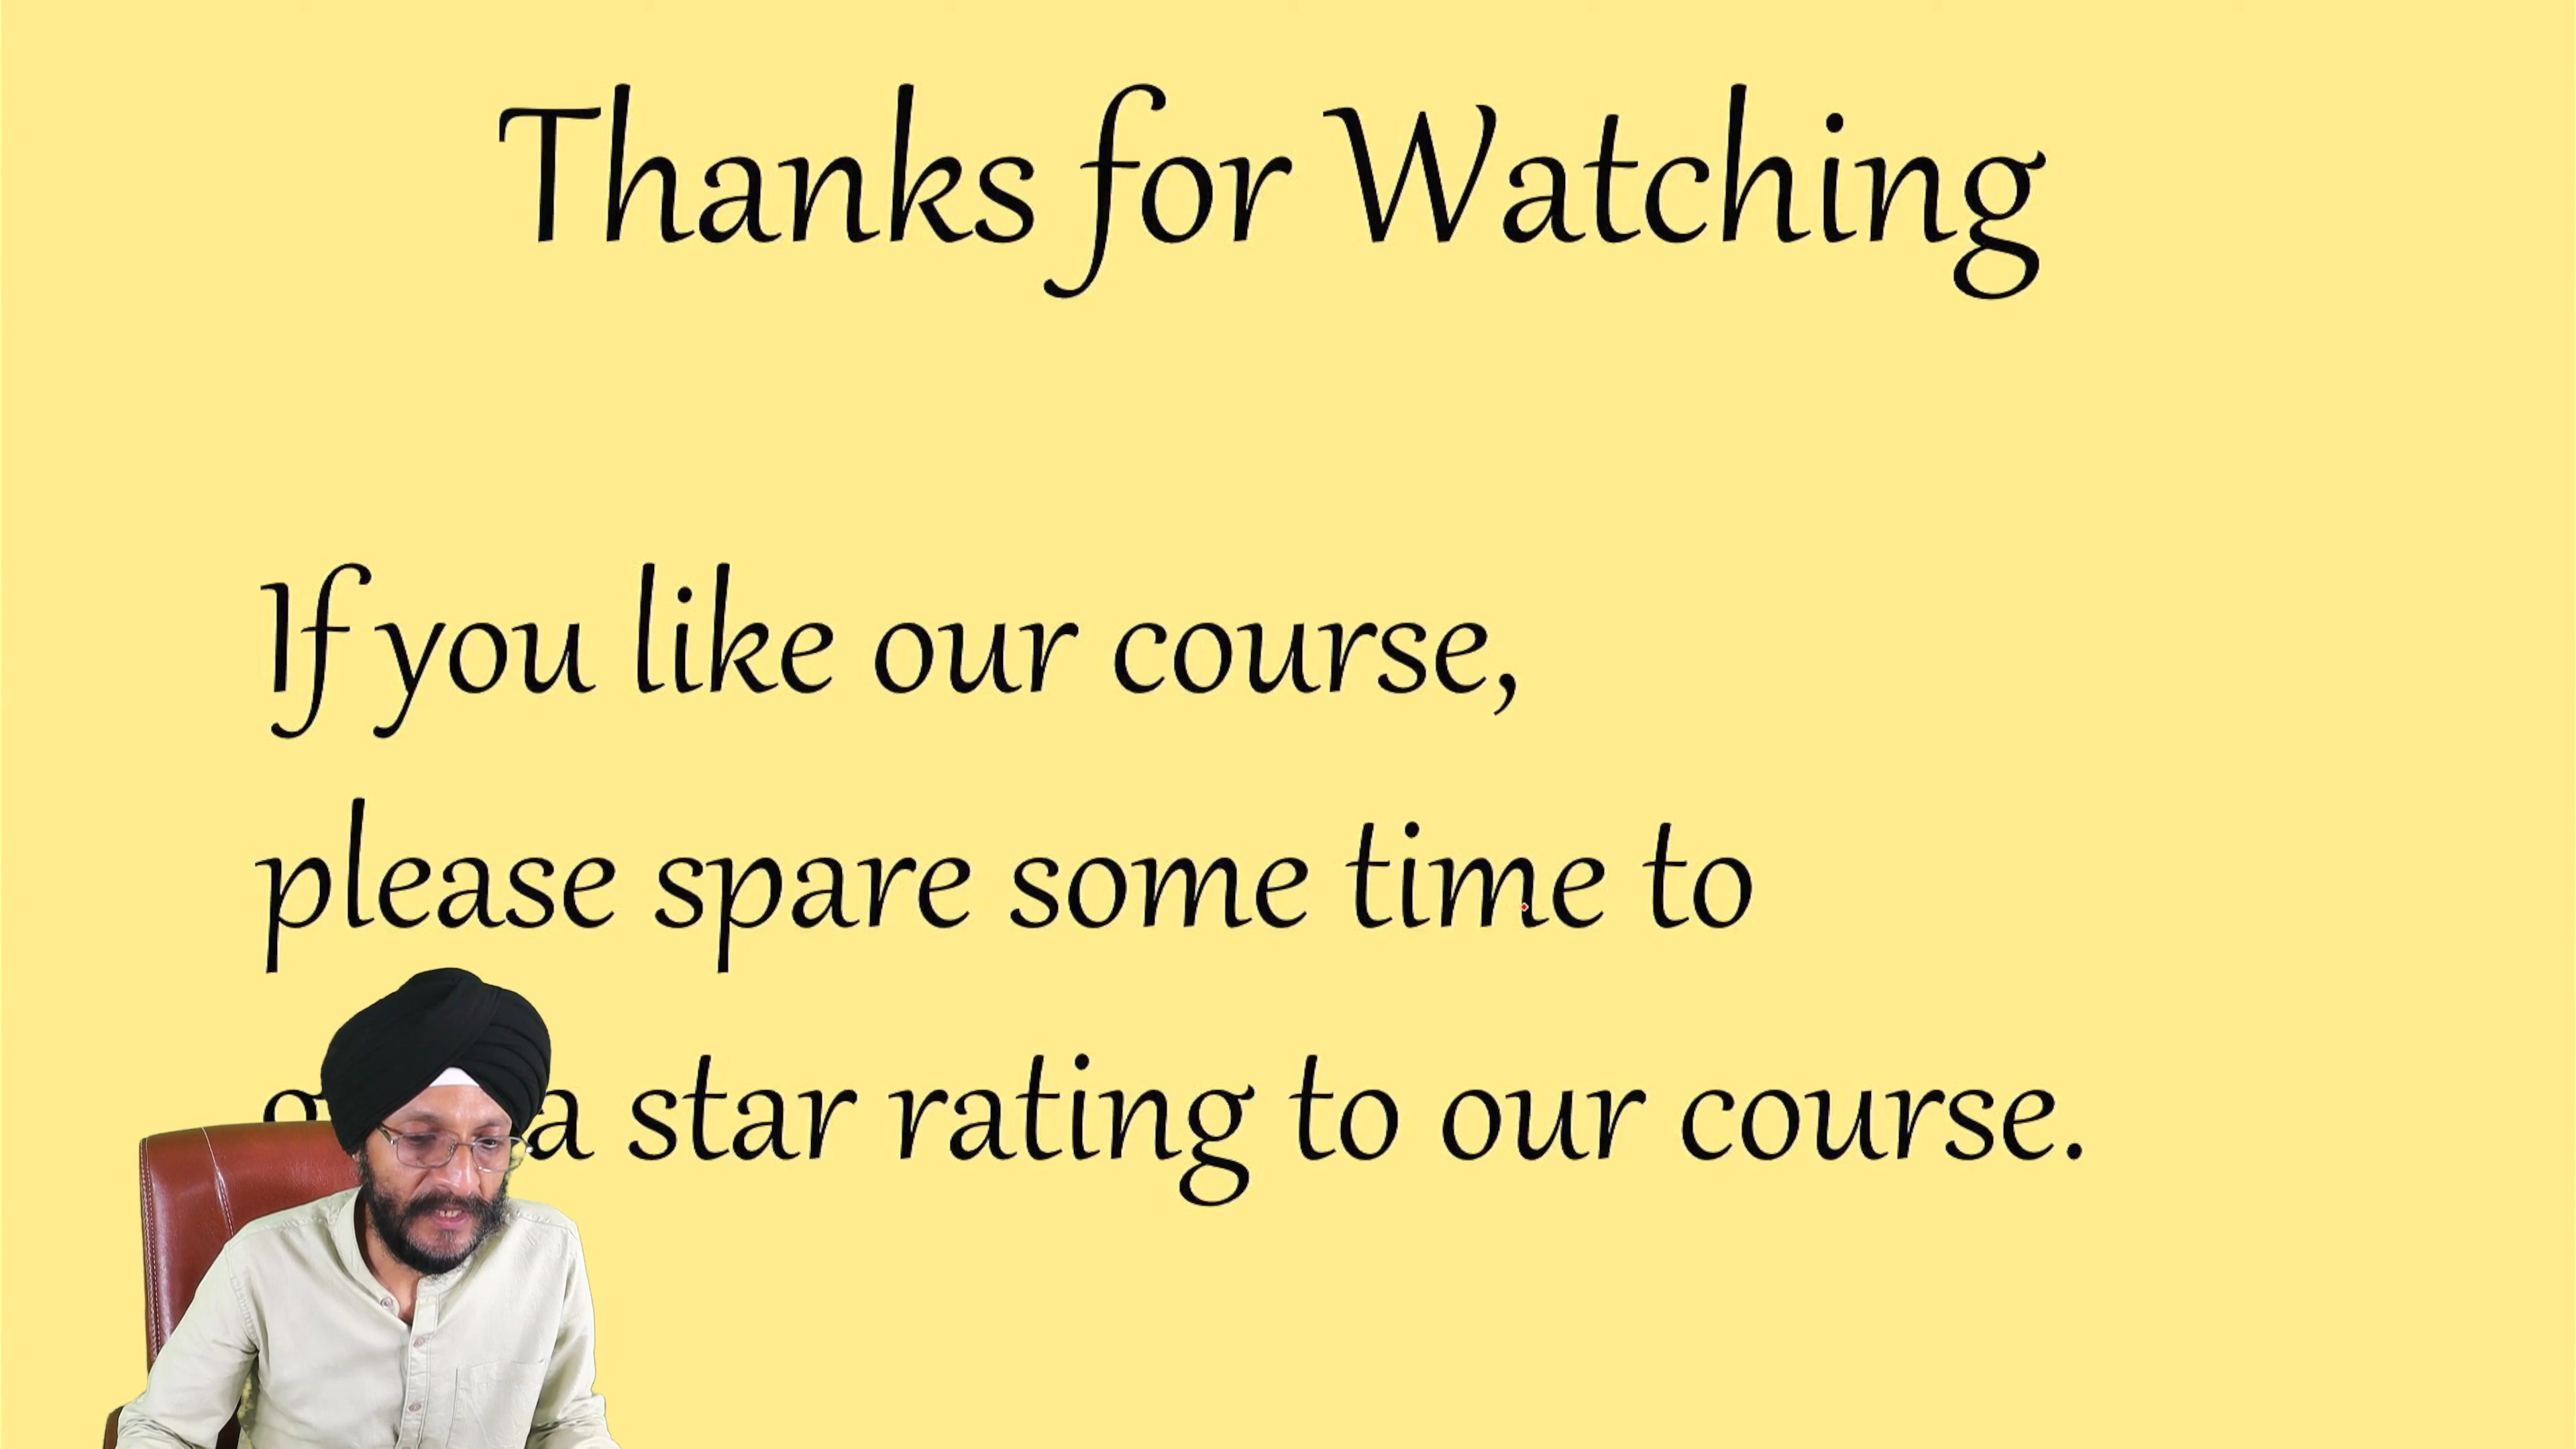 Thanks for Watching
If you like our course,
please spare some time to
a star rating to our course.